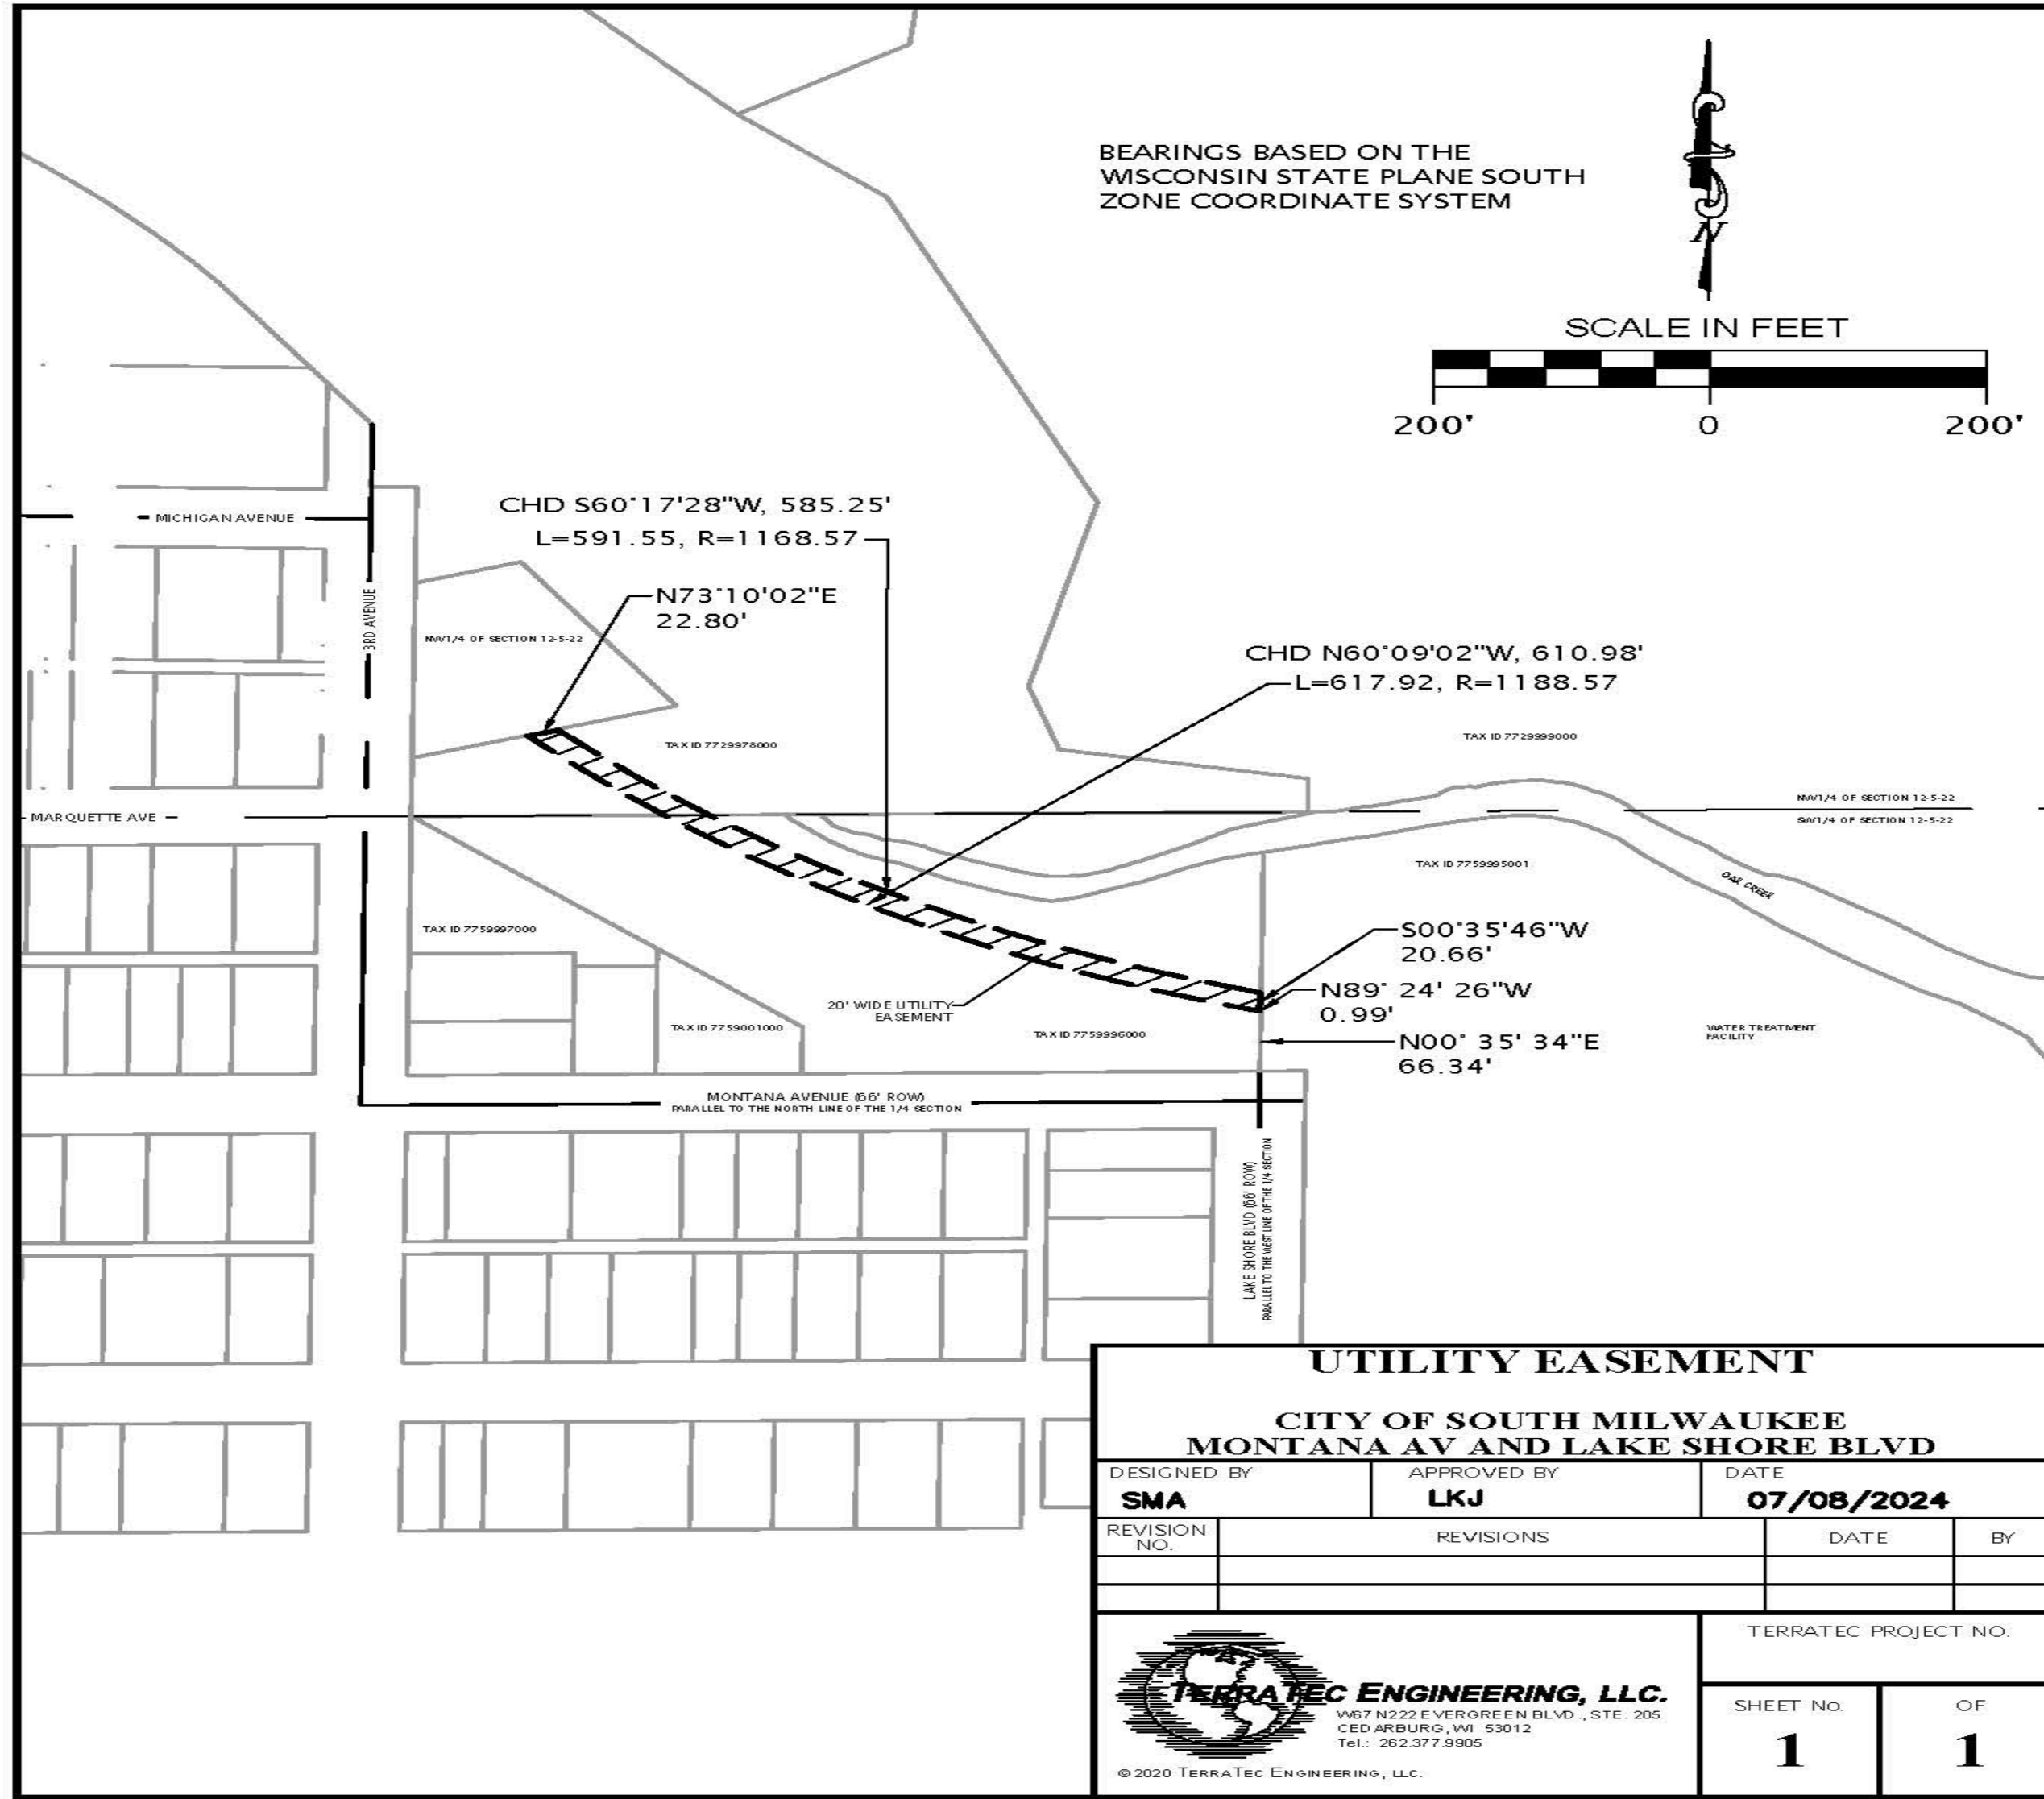 BEARINGS BASED ON THE
WISCONSIN STATE PLANE SOUTH
ZONE COORDINATE SYSTEM
N
SCALE IN FEET
200' 0 200'
CHD S60°17'28"W, 585.25'
L=591.55, R=1168.57
MICHIGAN AVENUE
N73°10'02"E
22.80'
3RD AVENUE
NW1/4 OF SECTION 12-5-22
CHD N60°09'02"W, 610.98'
L=617.92, R=1188.57
TAX ID 7729978000
TAX ID 7729999000
NW1/4 OF SECTION 12-5-22
MARQUETTE AVE
SW1/4 OF SECTION 12-5-22
TAX ID 7759995001
OAK CREEK
TAX ID 7759997000
S00°35'46"W
20.66'
N89° 24' 26"W
0.99'
20' WIDE UTILITY
EASEMENT
TAX ID 7759001000
TAX ID 7759996000
WATER TREATMENT
FACILITY
N00° 35' 34"E
66.34'
MONTANA AVENUE (66' ROW)
PARALLEL TO THE NORTH LINE OF THE 1/4 SECTION
LAKE SHORE BLVD (66' ROW)
PARALLEL TO THE WEST LINE OF THE 1/4 SECTION
UTILITY EASEMENT
CITY OF SOUTH MILWAUKEE
MONTANA AV AND LAKE SHORE BLVD
DESIGNED BY APPROVED BY DATE
SMA LKJ 07/08/2024
REVISION NO. REVISIONS DATE BY
TERRATEC PROJECT NO.
TERRATEC ENGINEERING, LLC.
W67 N222 EVERGREEN BLVD., STE. 205
CEDARBURG, WI 53012
Tel.: 262.377.9905
© 2020 TERRATEC ENGINEERING, LLC.
SHEET No. OF
1 1